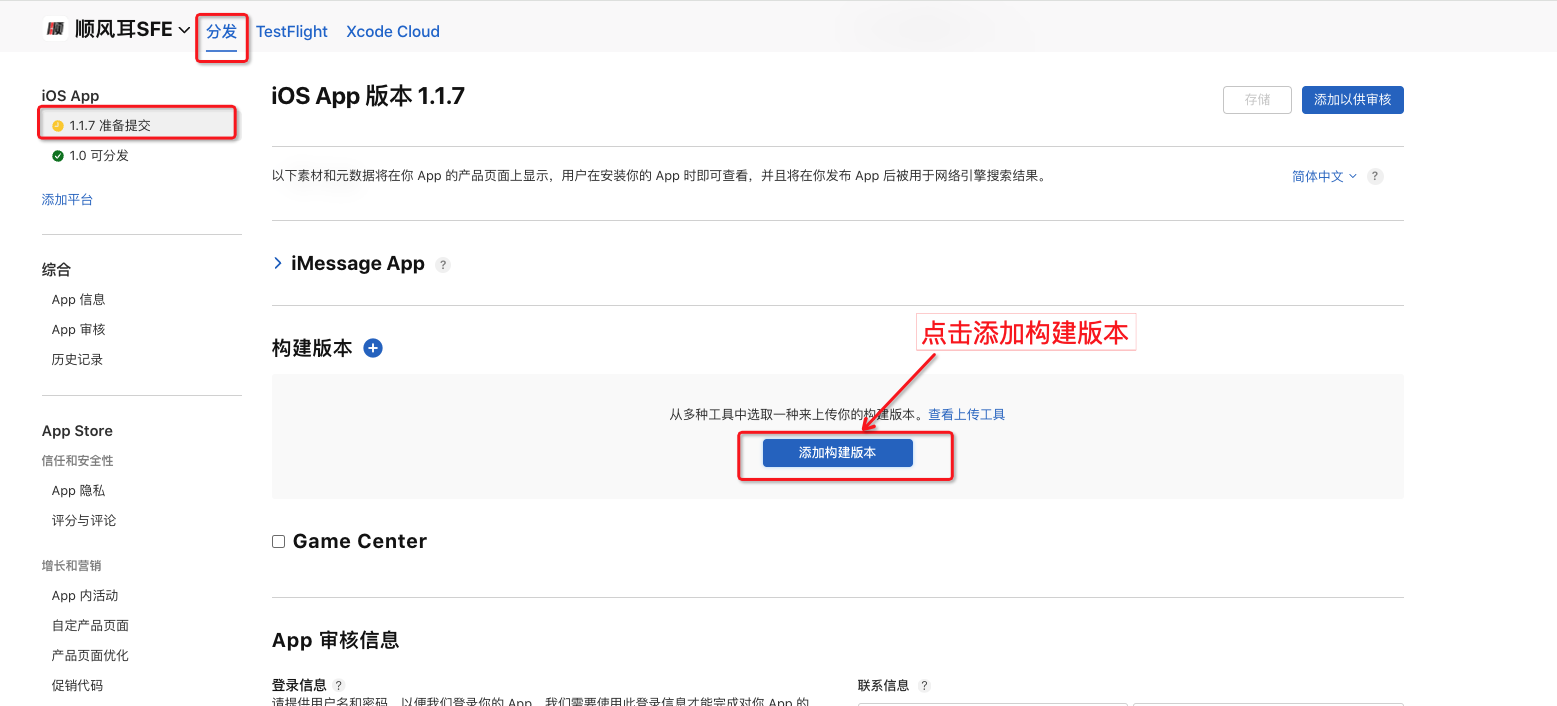 顺风耳SFE 分发 TestFlight Xcode Cloud
iOS App
1.1.7 准备提交
1.0 可分发
添加平台
综合
App 信息
App 审核
历史记录
App Store
信任和安全性
App 隐私
评分与评论
增长和营销
App 内活动
自定产品页面
产品页面优化
促销代码
iOS App 版本 1.1.7
存储 添加以供审核
以下素材和元数据将在你 App 的产品页面上显示，用户在安装你的 App 时即可查看，并且将在你发布 App 后被用于网络引擎搜索结果。
简体中文 ?
iMessage App ?
构建版本
点击添加构建版本
从多种工具中选取一种来上传你的构建版本。查看上传工具
添加构建版本
Game Center
App 审核信息
登录信息 ?
请提供用户名和密码，以便我们登录你的 App。我们需要使用此登录信息才能完成对你 App 的
联系信息 ?